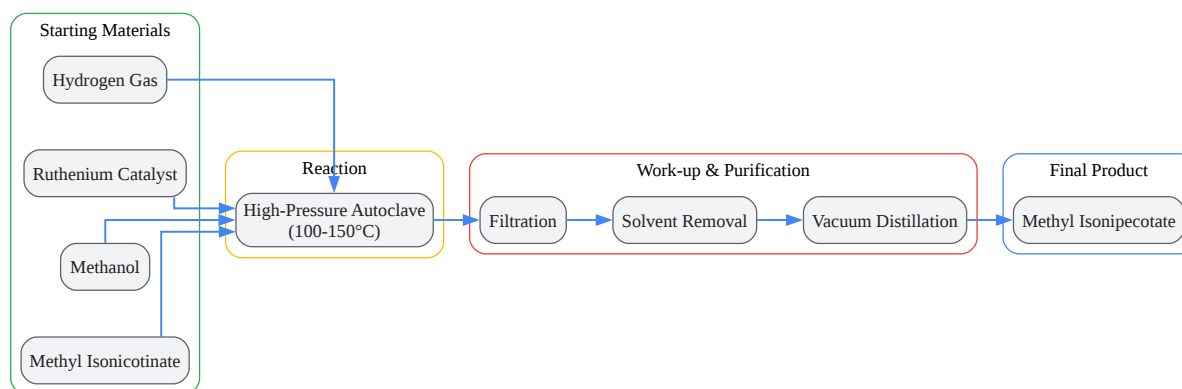 Starting Materials
Hydrogen Gas
Ruthenium Catalyst
Methanol
Methyl Isonicotinate
Reaction
High-Pressure Autoclave
(100-150°C)
Work-up & Purification
Filtration
Solvent Removal
Vacuum Distillation
Final Product
Methyl Isonipecotate